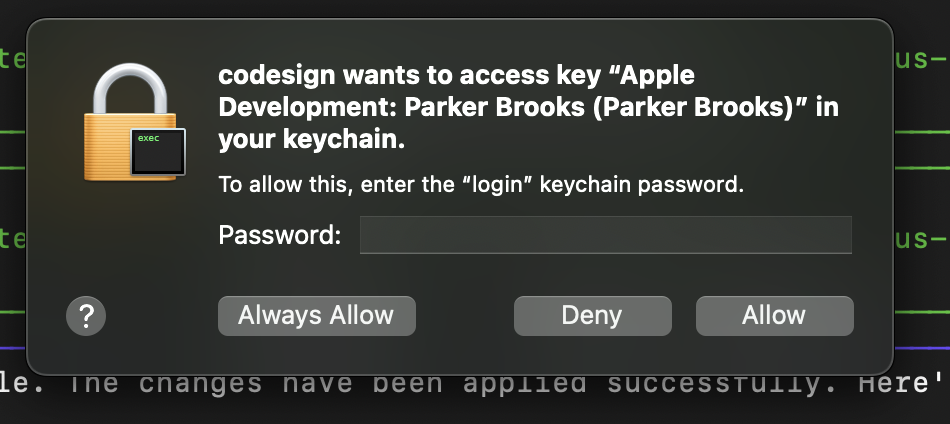 te
us-
codesign wants to access key “Apple
Development: Parker Brooks (Parker Brooks)” in
your keychain.
exec
To allow this, enter the “login” keychain password.
te
us-
Password:
?
Always Allow
Deny
Allow
le. The changes have been applied successfully. Here'